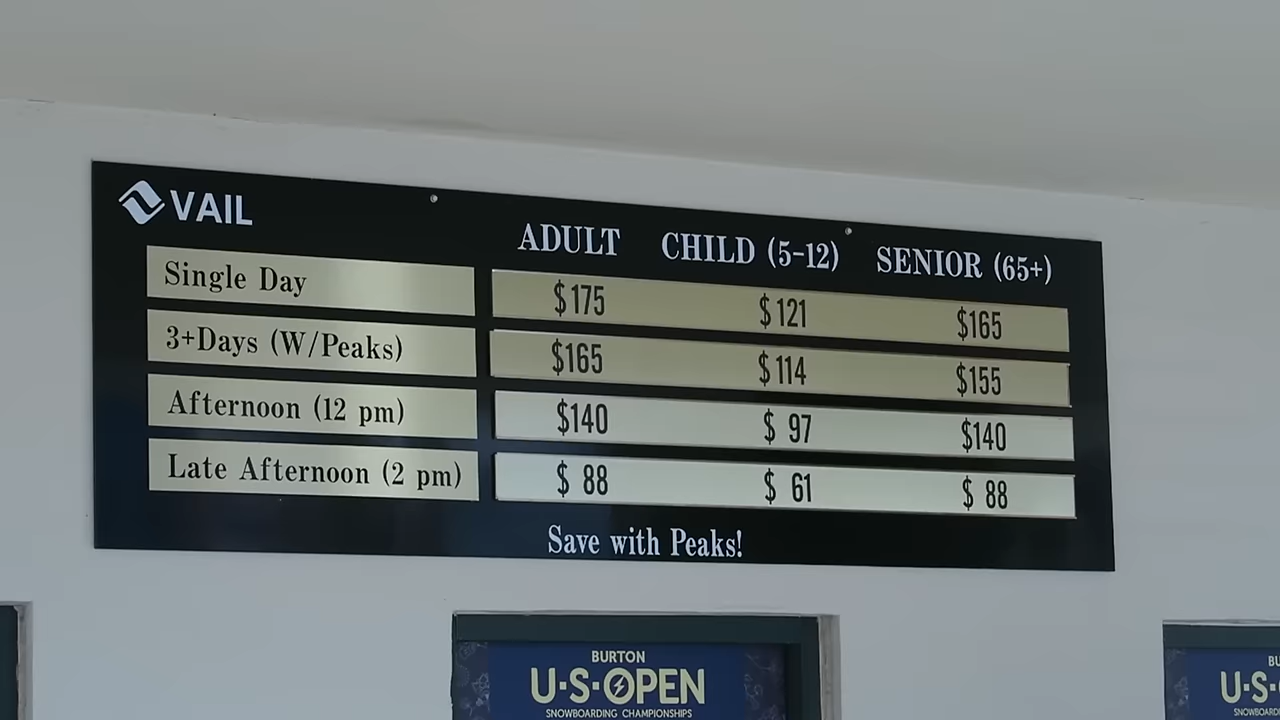 VAIL
ADULT CHILD (5-12) SENIOR (65+)
Single Day $175 $121 $165
3+Days (W/Peaks) $165 $114 $155
Afternoon (12 pm) $140 $ 97 $140
Late Afternoon (2 pm) $ 88 $ 61 $ 88
Save with Peaks!
BURTON
U·S·OPEN
SNOWBOARDING CHAMPIONSHIPS
BU
U·S·
SNOWBOARD